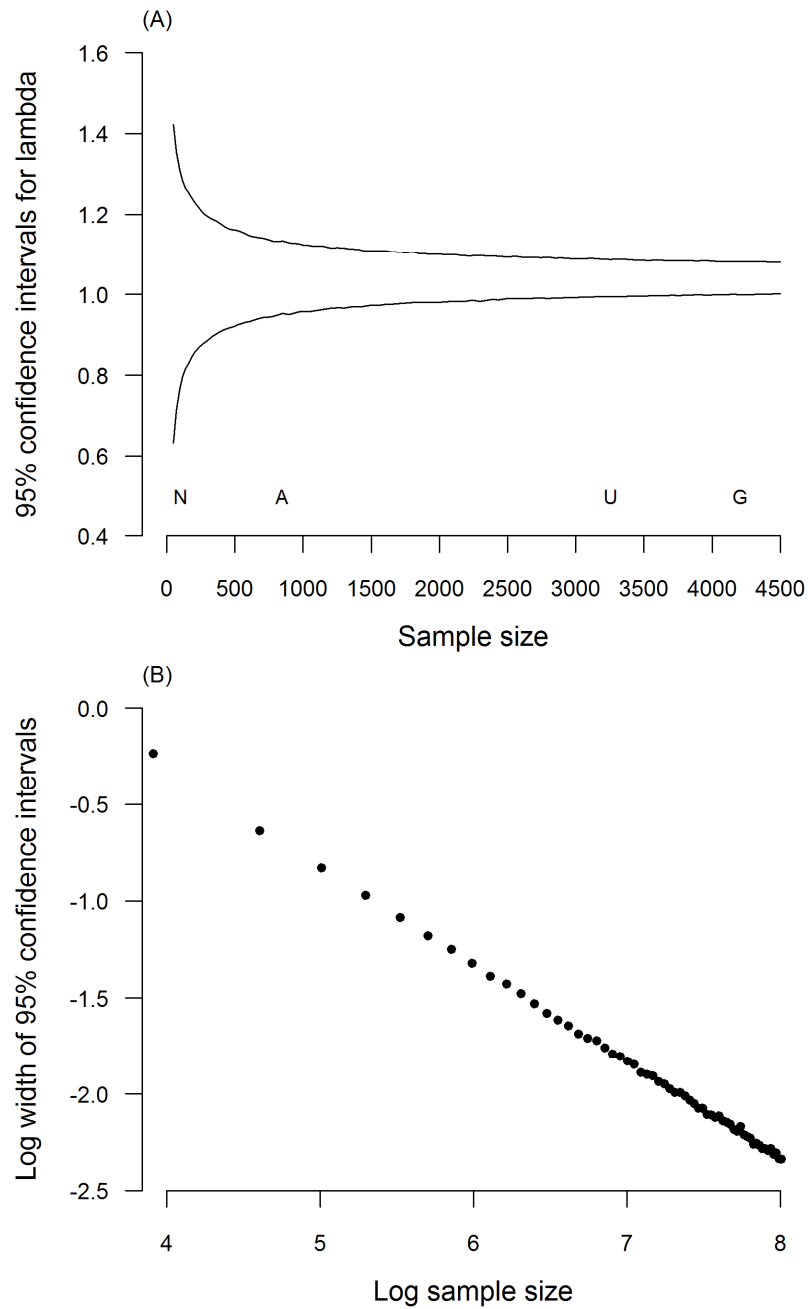 (A)
95% confidence intervals for lambda
1.6
1.4
1.2
1.0
0.8
0.6
0.4
N A U G
0 500 1000 1500 2000 2500 3000 3500 4000 4500
Sample size
(B)
Log width of 95% confidence intervals
0.0
-0.5
-1.0
-1.5
-2.0
-2.5
4 5 6 7 8
Log sample size